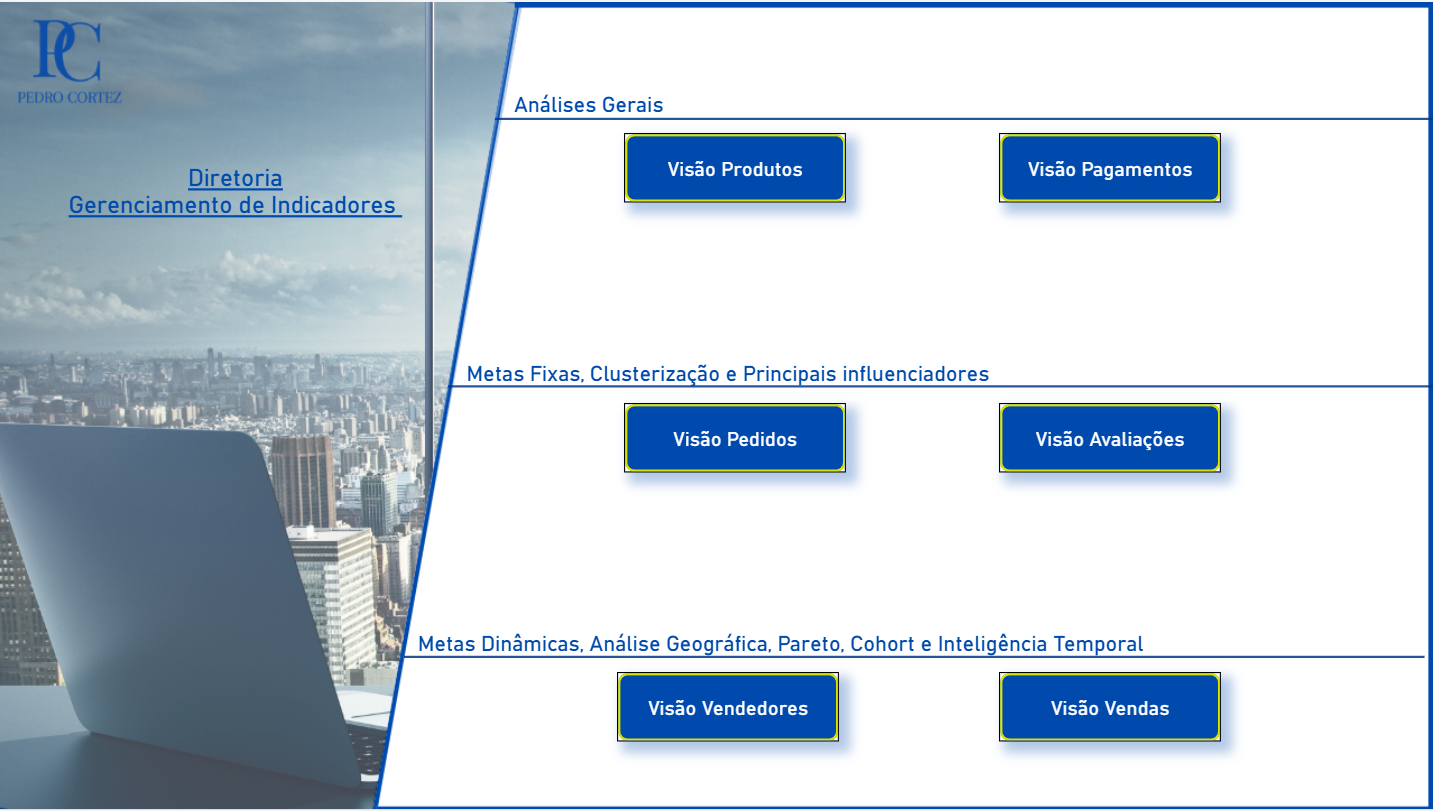 PC
PEDRO CORTEZ
Diretoria
Gerenciamento de Indicadores
Análises Gerais
Visão Produtos
Visão Pagamentos
Metas Fixas, Clusterização e Principais influenciadores
Visão Pedidos
Visão Avaliações
Metas Dinâmicas, Análise Geográfica, Pareto, Cohort e Inteligência Temporal
Visão Vendedores
Visão Vendas